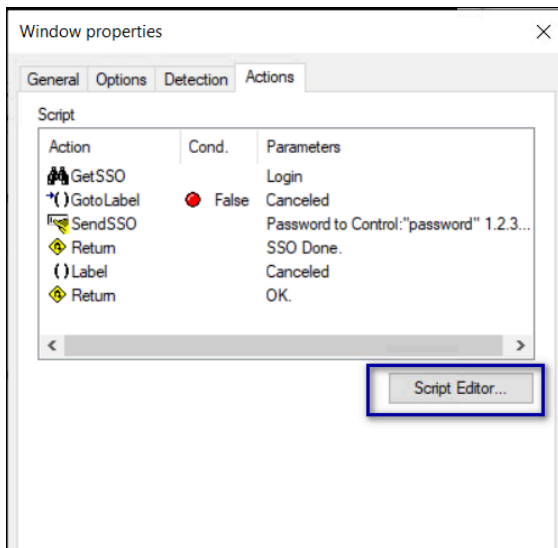 Window properties
General Options Detection Actions
Script
Action Cond. Parameters
GetSSO Login
GotoLabel False Canceled
SendSSO Password to Control:"password" 1.2.3...
Return SSO Done.
Label Canceled
Return OK.
Script Editor...